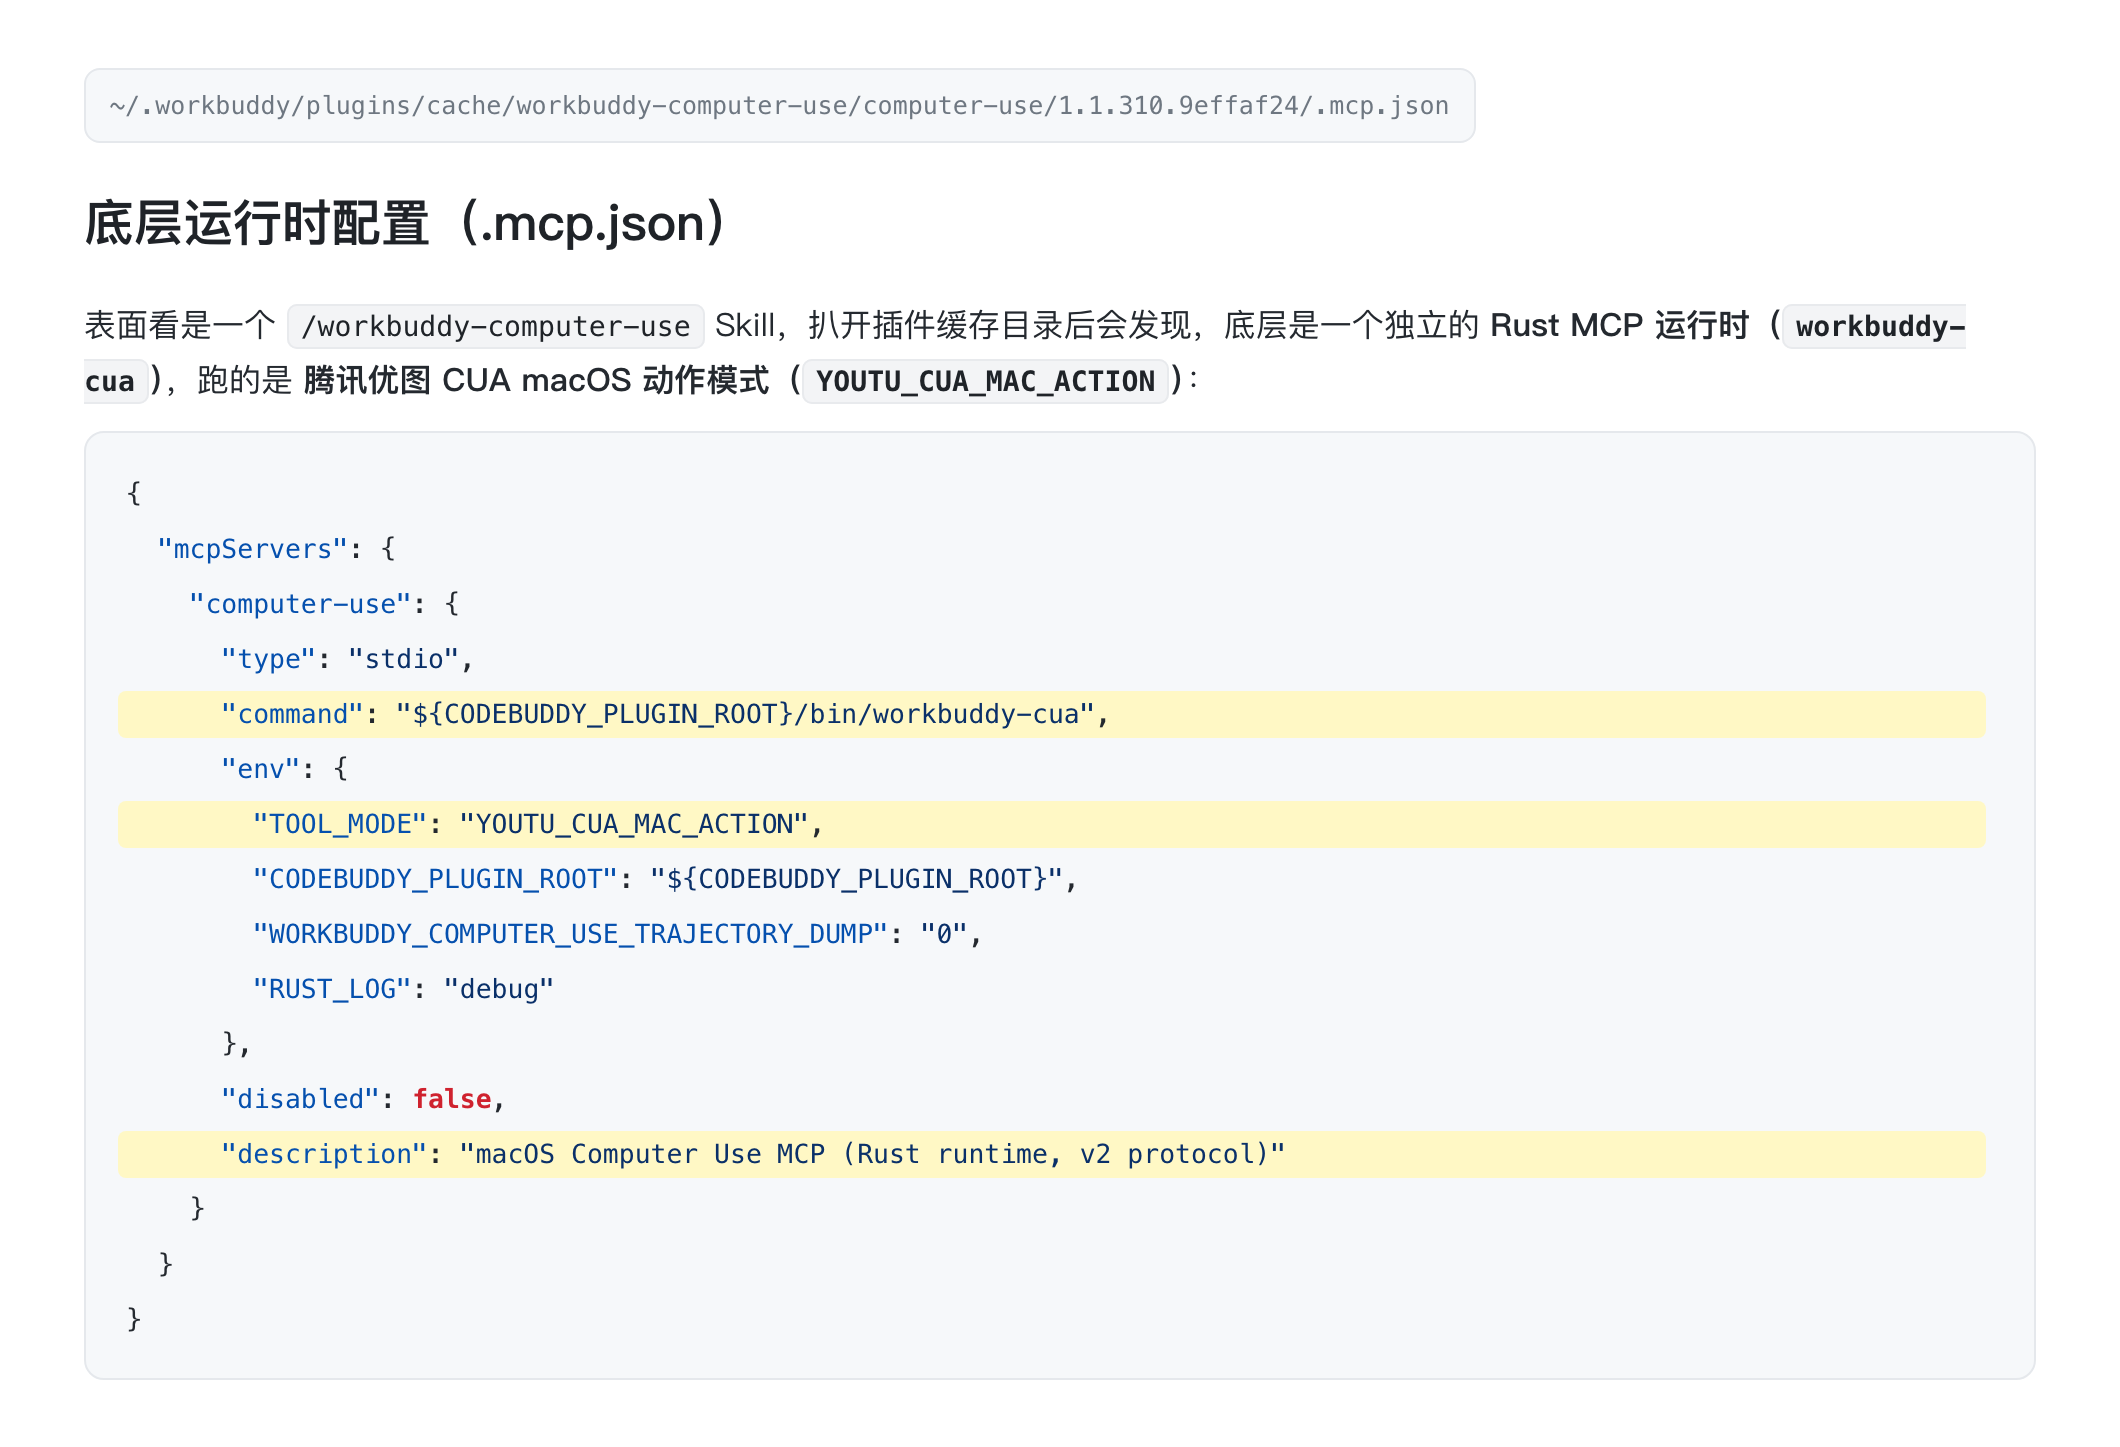 ~/.workbuddy/plugins/cache/workbuddy-computer-use/computer-use/1.1.310.9effaf24/.mcp.json
底层运行时配置（.mcp.json）
表面看是一个 /workbuddy-computer-use Skill，扒开插件缓存目录后会发现，底层是一个独立的 Rust MCP 运行时（workbuddy-
cua），跑的是 腾讯优图 CUA macOS 动作模式（YOUTU_CUA_MAC_ACTION）：
{
  "mcpServers": {
    "computer-use": {
      "type": "stdio",
      "command": "${CODEBUDDY_PLUGIN_ROOT}/bin/workbuddy-cua",
      "env": {
        "TOOL_MODE": "YOUTU_CUA_MAC_ACTION",
        "CODEBUDDY_PLUGIN_ROOT": "${CODEBUDDY_PLUGIN_ROOT}",
        "WORKBUDDY_COMPUTER_USE_TRAJECTORY_DUMP": "0",
        "RUST_LOG": "debug"
      },
      "disabled": false,
      "description": "macOS Computer Use MCP (Rust runtime, v2 protocol)"
    }
  }
}